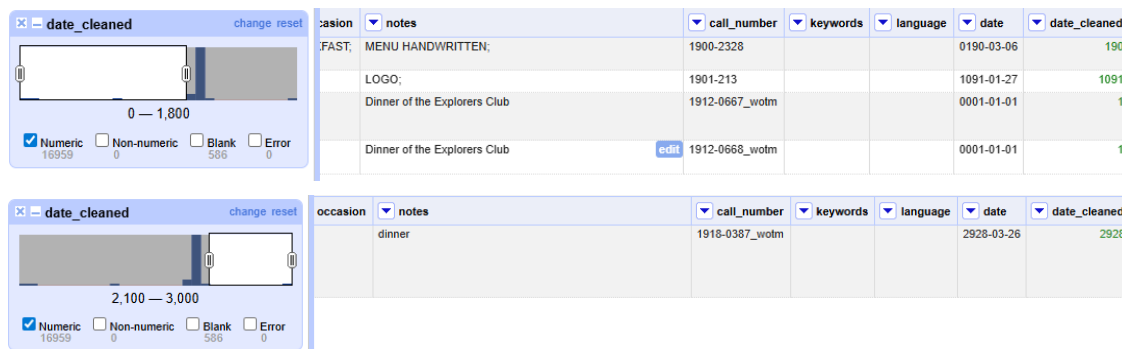 date_cleaned change reset
0 — 1,800
Numeric Non-numeric Blank Error
16959 0 586 0
casion notes call_number keywords language date date_cleaned
FAST; MENU HANDWRITTEN; 1900-2328 0190-03-06 190
LOGO; 1901-213 1091-01-27 1091
Dinner of the Explorers Club 1912-0667_wotm 0001-01-01 1
Dinner of the Explorers Club edit 1912-0668_wotm 0001-01-01 1
date_cleaned change reset
2,100 — 3,000
Numeric Non-numeric Blank Error
16959 0 586 0
occasion notes call_number keywords language date date_cleaned
dinner 1918-0387_wotm 2928-03-26 2928